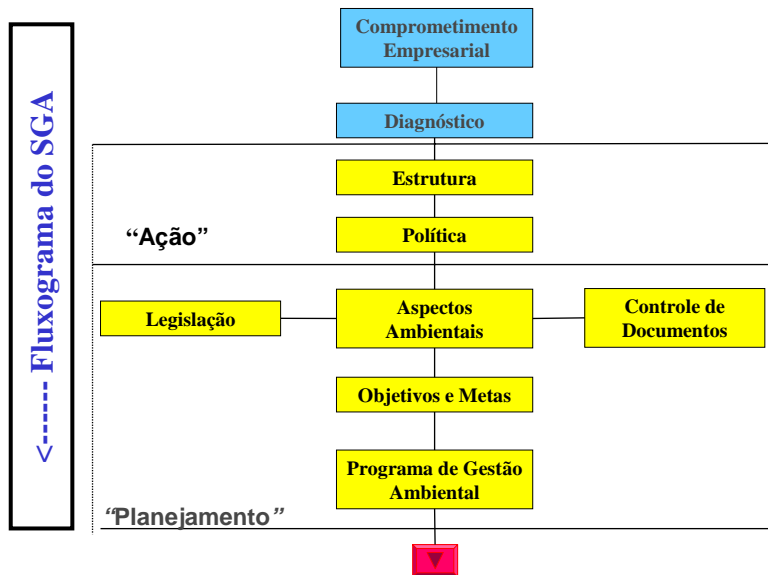 <------ Fluxograma do SGA
Comprometimento
Empresarial
Diagnóstico
Estrutura
“Ação”
Política
Legislação
Aspectos
Ambientais
Controle de
Documentos
Objetivos e Metas
Programa de Gestão
Ambiental
“Planejamento”